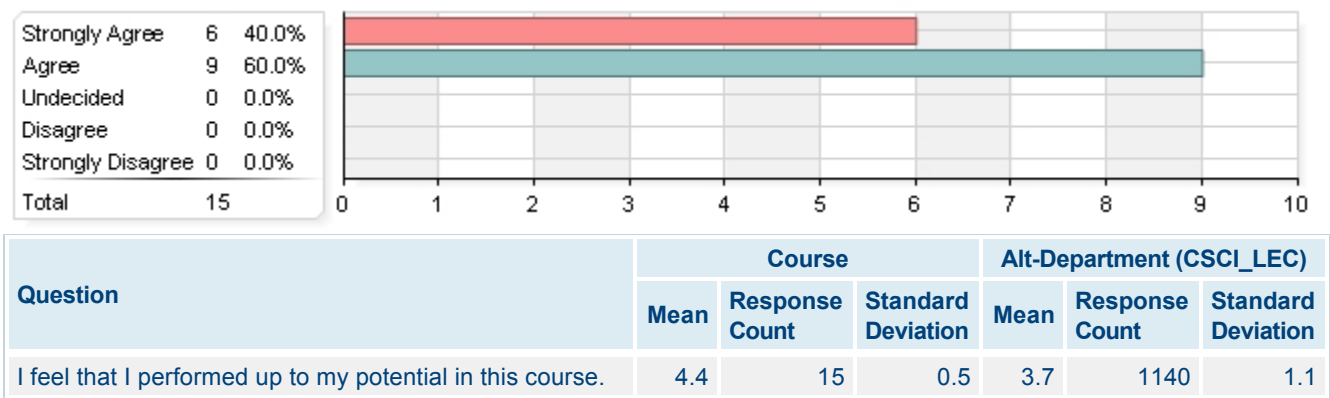 Strongly Agree 6 40.0%
Agree 9 60.0%
Undecided 0 0.0%
Disagree 0 0.0%
Strongly Disagree 0 0.0%
Total 15
0 1 2 3 4 5 6 7 8 9 10
Question
Course
Alt-Department (CSCI_LEC)
Mean
Response Count
Standard Deviation
Mean
Response Count
Standard Deviation
I feel that I performed up to my potential in this course. 4.4 15 0.5 3.7 1140 1.1